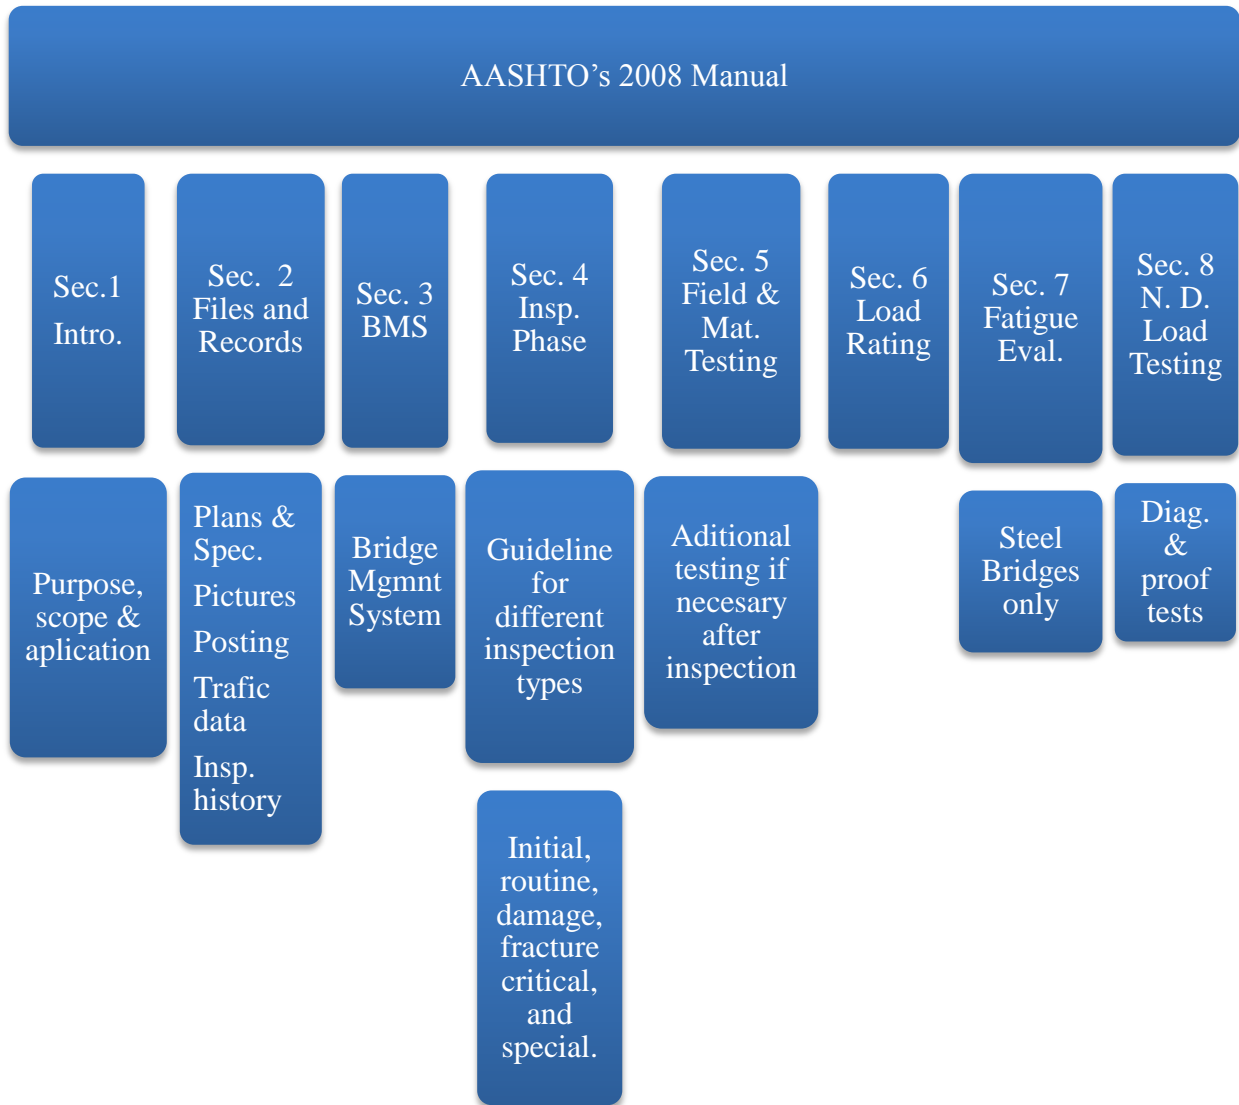 AASHTO’s 2008 Manual
Sec.1
Intro.
Sec. 2
Files and
Records
Sec. 3
BMS
Sec. 4
Insp.
Phase
Sec. 5
Field &
Mat.
Testing
Sec. 6
Load
Rating
Sec. 7
Fatigue
Eval.
Sec. 8
N. D.
Load
Testing
Purpose,
scope &
aplication
Plans &
Spec.
Pictures
Posting
Trafic
data
Insp.
history
Bridge
Mgmnt
System
Guideline
for
different
inspection
types
Aditional
testing if
necesary
after
inspection
Steel
Bridges
only
Diag.
&
proof
tests
Initial,
routine,
damage,
fracture
critical,
and
special.